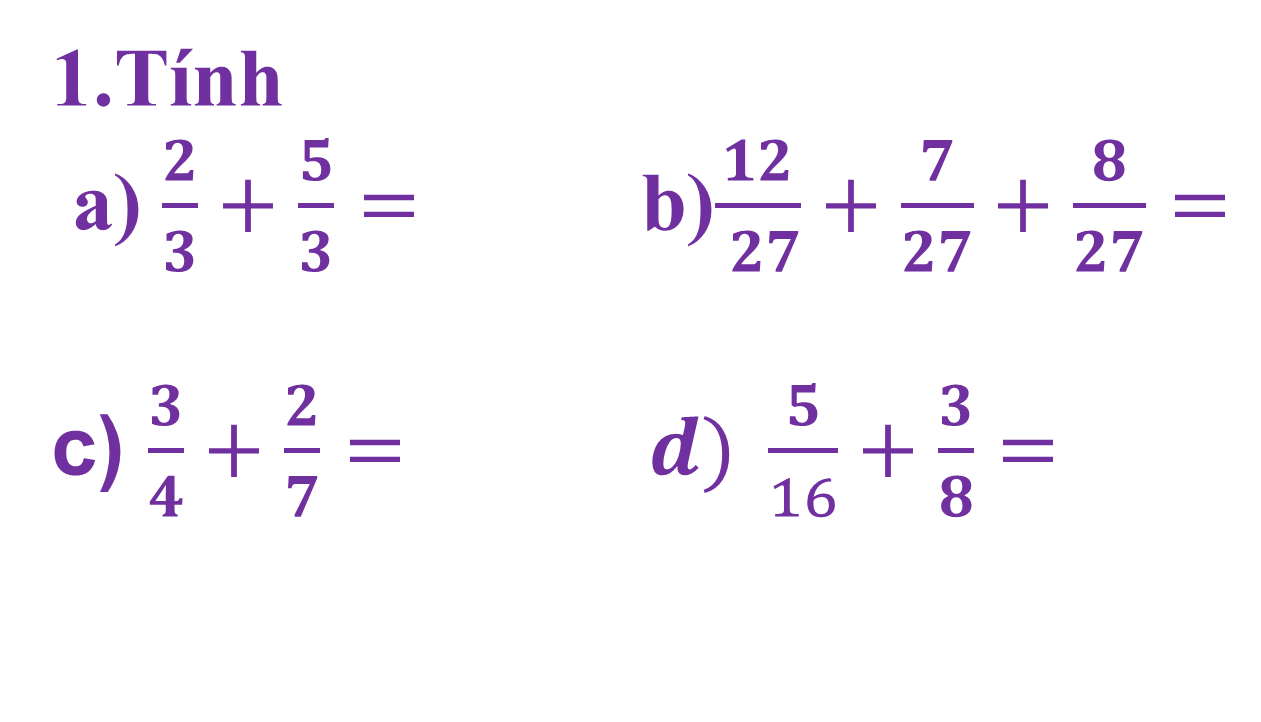 1.Tính
a) 2/3 + 5/3 =
b) 12/27 + 7/27 + 8/27 =
c) 3/4 + 2/7 =
d) 5/16 + 3/8 =